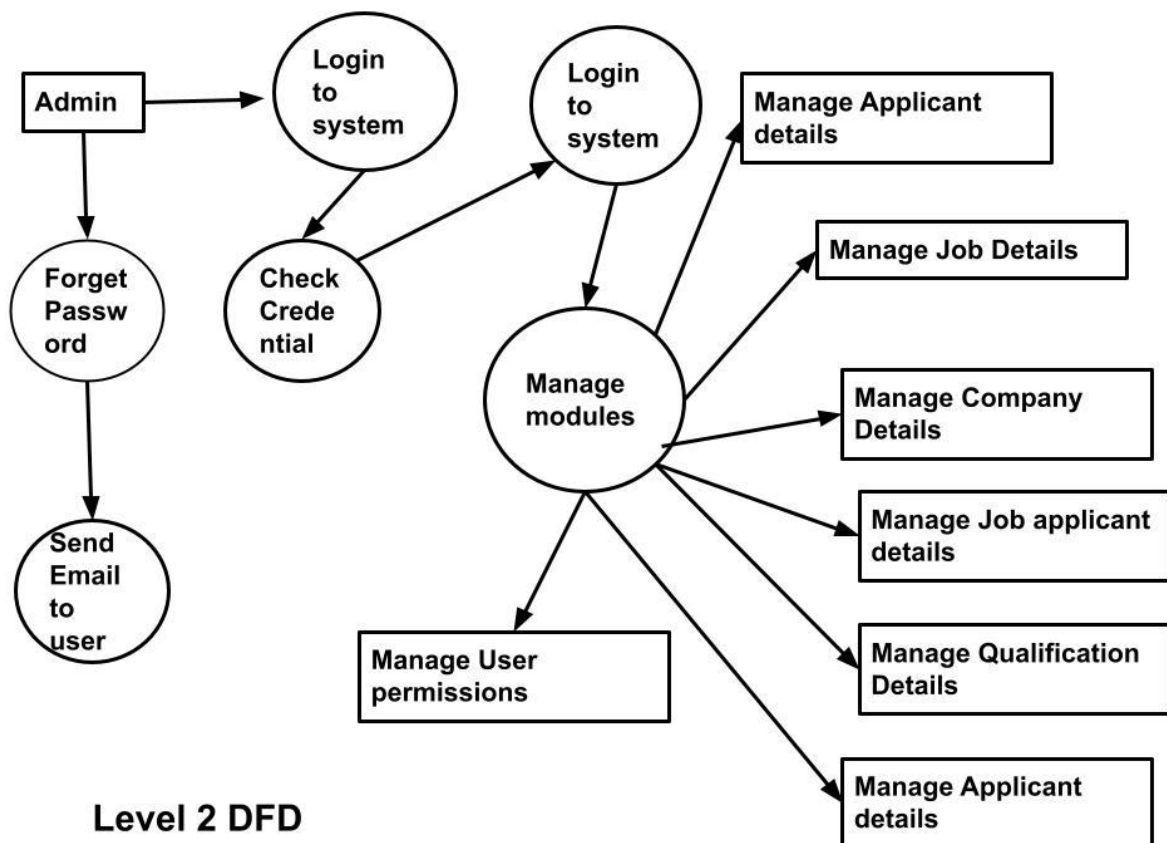 Admin
Login
to
system
Login
to
system
Manage Applicant
details
Manage Job Details
Forget
Passw
ord
Check
Crede
ntial
Manage
modules
Manage Company
Details
Manage Job applicant
details
Send
Email
to
user
Manage User
permissions
Manage Qualification
Details
Manage Applicant
details
Level 2 DFD